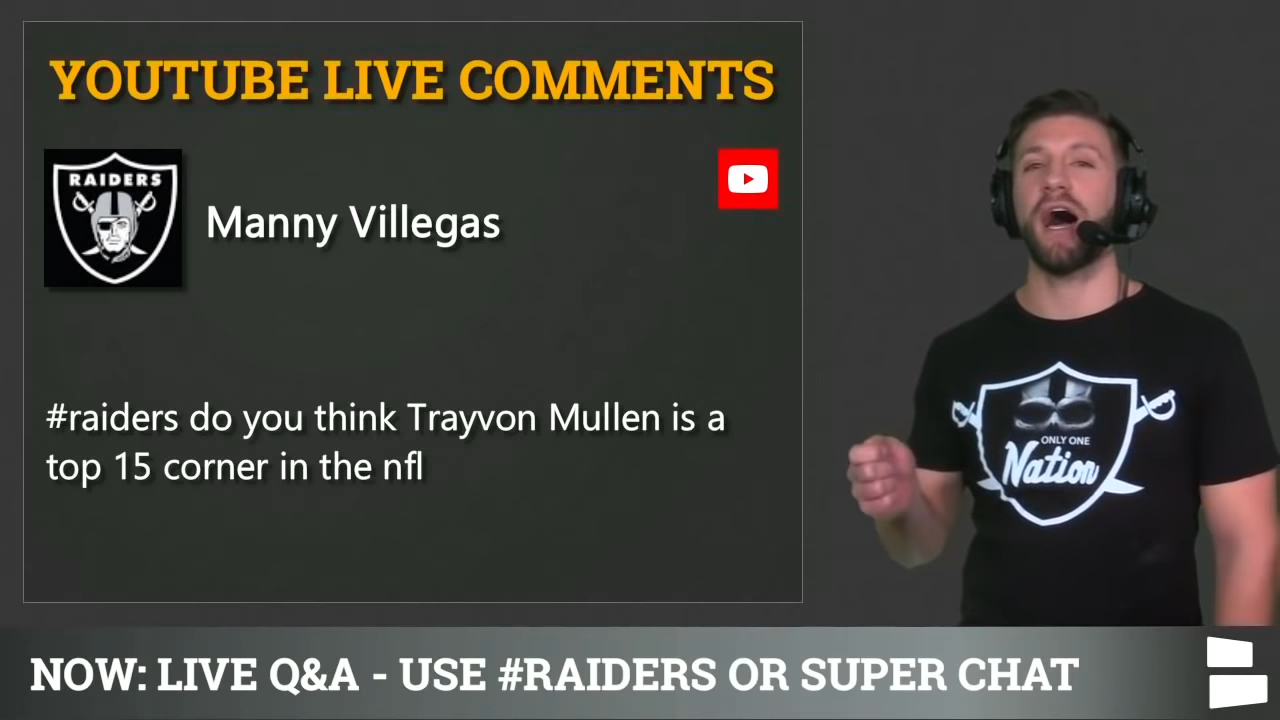 YOUTUBE LIVE COMMENTS
RAIDERS
Manny Villegas
#raiders do you think Trayvon Mullen is a
top 15 corner in the nfl
ONLY ONE
Nation
NOW: LIVE Q&A - USE #RAIDERS OR SUPER CHAT